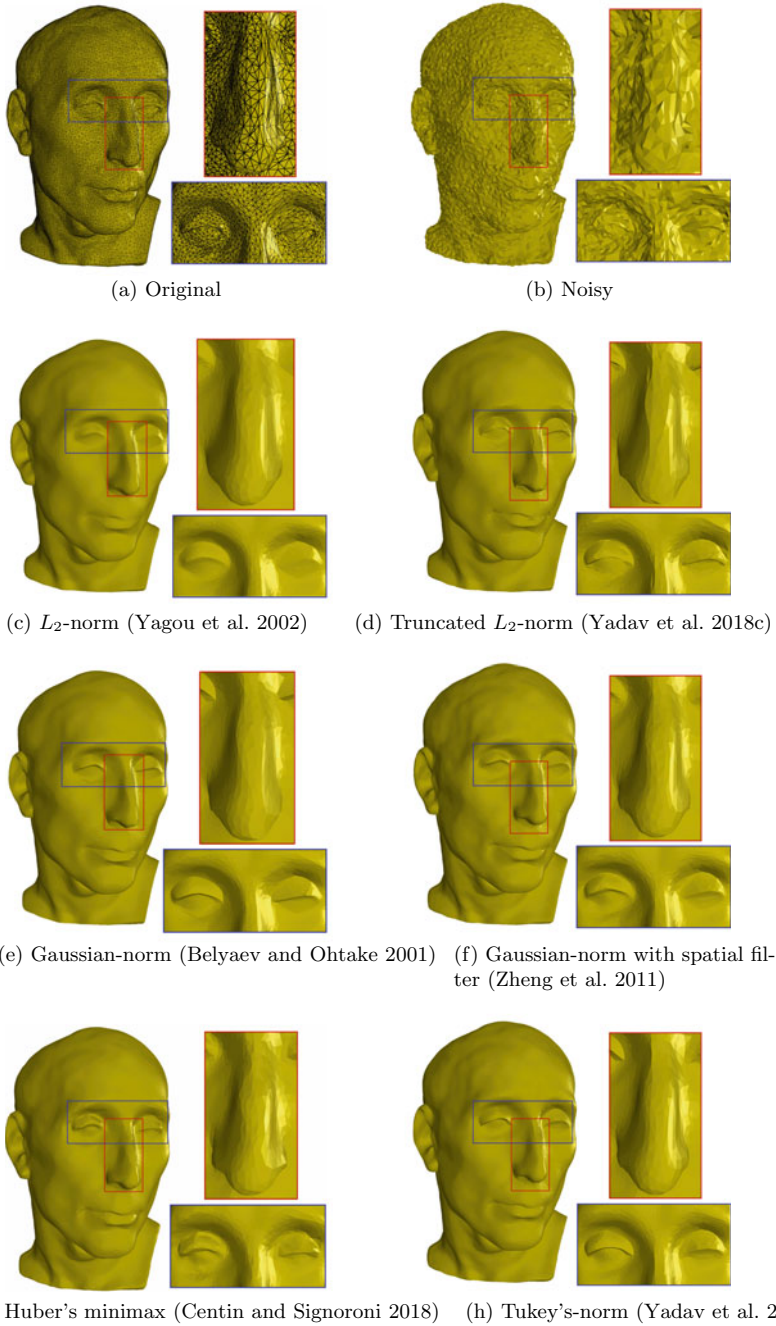 (a) Original
(b) Noisy
(c) L₂-norm (Yagou et al. 2002)
(d) Truncated L₂-norm (Yadav et al. 2018c)
(e) Gaussian-norm (Belyaev and Ohtake 2001)
(f) Gaussian-norm with spatial fil-
ter (Zheng et al. 2011)
Huber's minimax (Centin and Signoroni 2018)
(h) Tukey's-norm (Yadav et al. 2